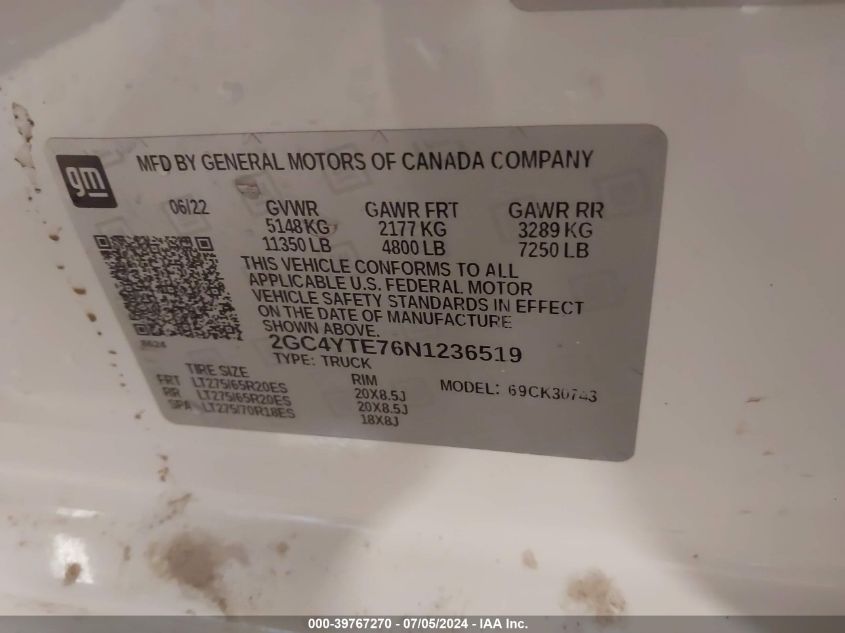 gm
MFD BY GENERAL MOTORS OF CANADA COMPANY
06/22 GVWR GAWR FRT GAWR RR
5148 KG 2177 KG 3289 KG
11350 LB 4800 LB 7250 LB
THIS VEHICLE CONFORMS TO ALL
APPLICABLE U.S. FEDERAL MOTOR
VEHICLE SAFETY STANDARDS IN EFFECT
ON THE DATE OF MANUFACTURE
SHOWN ABOVE.
8624
2GC4YTE76N1236519
TYPE: TRUCK
TIRE SIZE RIM MODEL: 69CK30743
FRT LT275/65R20ES 20X8.5J
RR LT275/65R20ES 20X8.5J
SPA LT275/70R18ES 18X8J
000-39767270 - 07/05/2024 - IAA Inc.